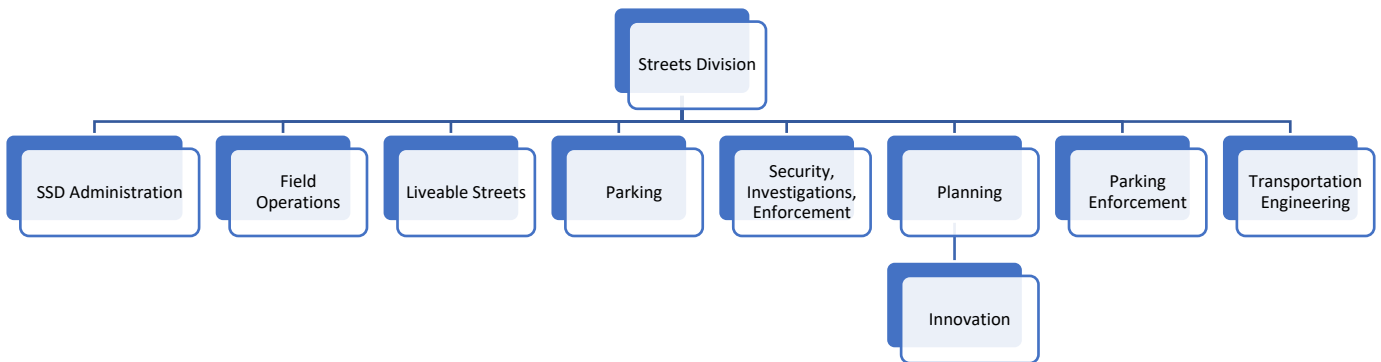 Streets Division
SSD Administration
Field
Operations
Liveable Streets
Parking
Security,
Investigations,
Enforcement
Planning
Parking
Enforcement
Transportation
Engineering
Innovation